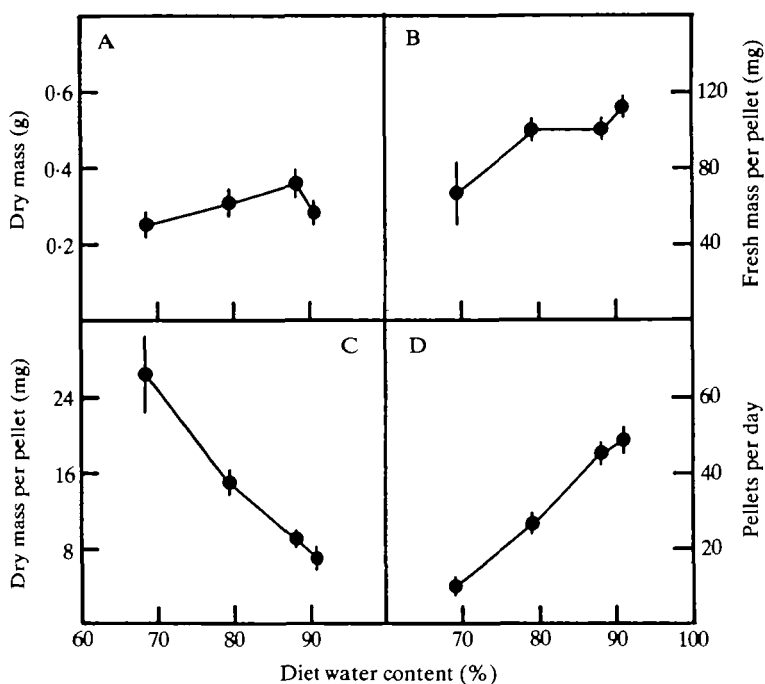 A
B
Dry mass (g)
0·6
0·4
0·2
120
80
40
Fresh mass per pellet (mg)
C
D
Dry mass per pellet (mg)
24
16
8
60
40
20
Pellets per day
60 70 80 90 70 80 90 100
Diet water content (%)